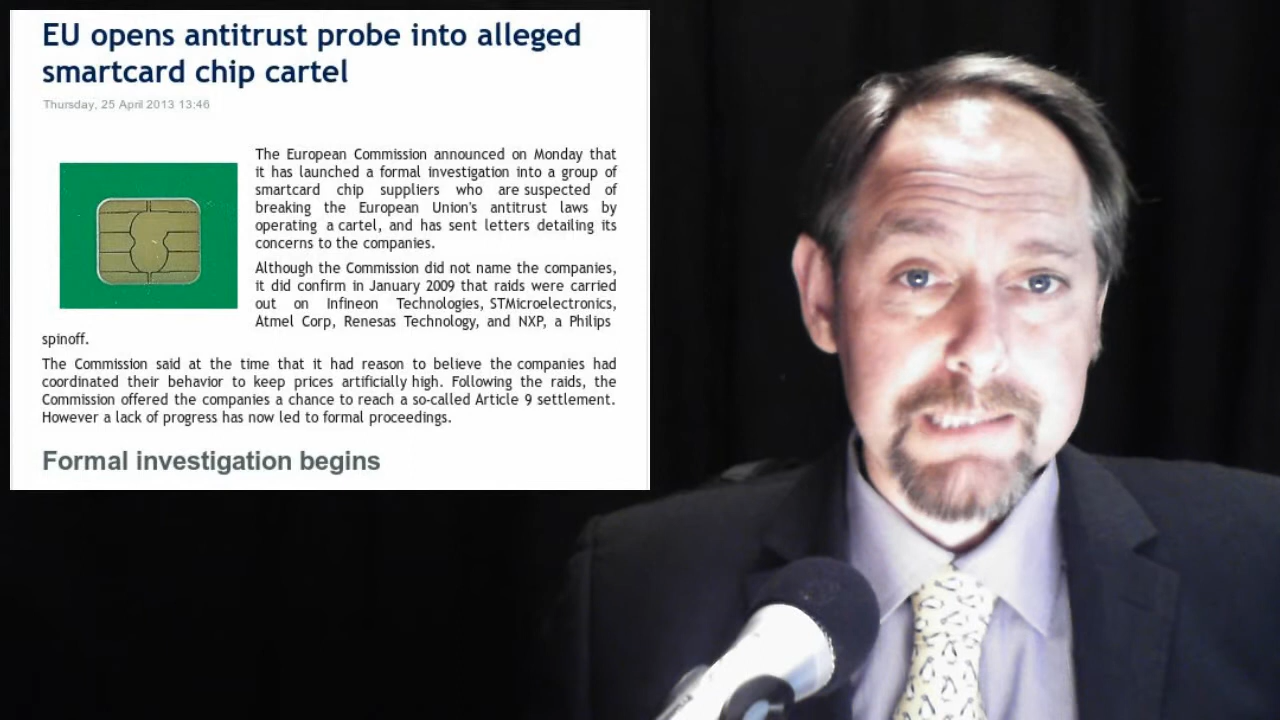 EU opens antitrust probe into alleged
smartcard chip cartel
Thursday, 25 April 2013 13:46
The European Commission announced on Monday that
it has launched a formal investigation into a group of
smartcard chip suppliers who are suspected of
breaking the European Union's antitrust laws by
operating a cartel, and has sent letters detailing its
concerns to the companies.
Although the Commission did not name the companies,
it did confirm in January 2009 that raids were carried
out on Infineon Technologies, STMicroelectronics,
Atmel Corp, Renesas Technology, and NXP, a Philips
spinoff.
The Commission said at the time that it had reason to believe the companies had
coordinated their behavior to keep prices artificially high. Following the raids, the
Commission offered the companies a chance to reach a so-called Article 9 settlement.
However a lack of progress has now led to formal proceedings.
Formal investigation begins